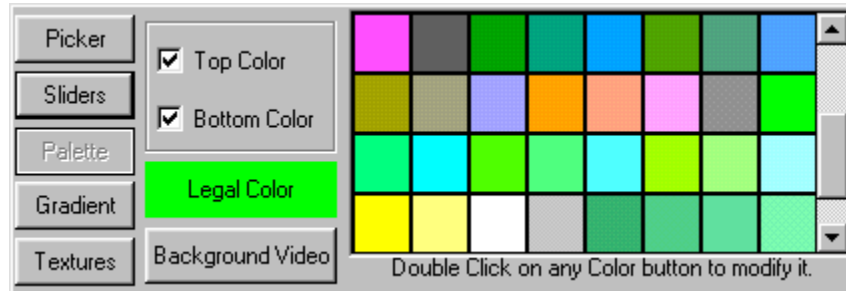 Picker
Sliders
Palette
Gradient
Textures
Top Color
Bottom Color
Legal Color
Background Video
Double Click on any Color button to modify it.